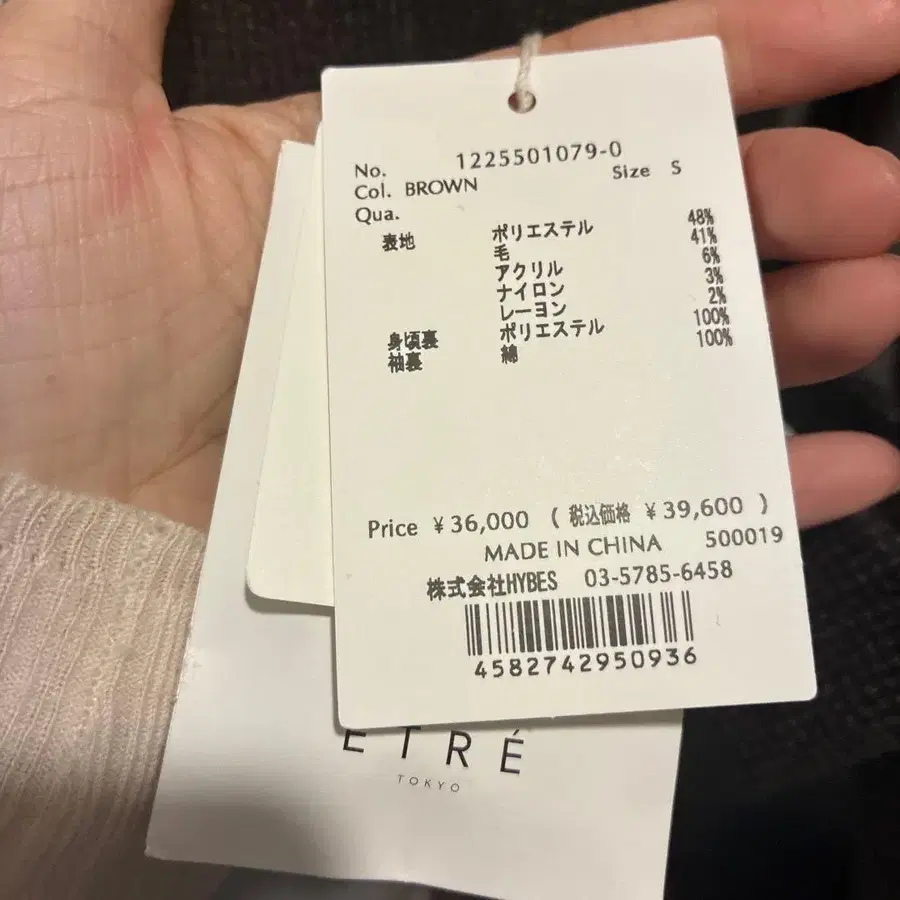 No. 1225501079-0
Col. BROWN Size S
Qua.
表地 ポリエステル 48%
毛 41%
アクリル 6%
ナイロン 3%
レーヨン 2%
身頃裏 ポリエステル 100%
袖裏 綿 100%
Price ¥36,000 ( 税込価格 ¥39,600 )
MADE IN CHINA 500019
株式会社HYBES 03-5785-6458
4582742950936
ETRÉ
TOKYO